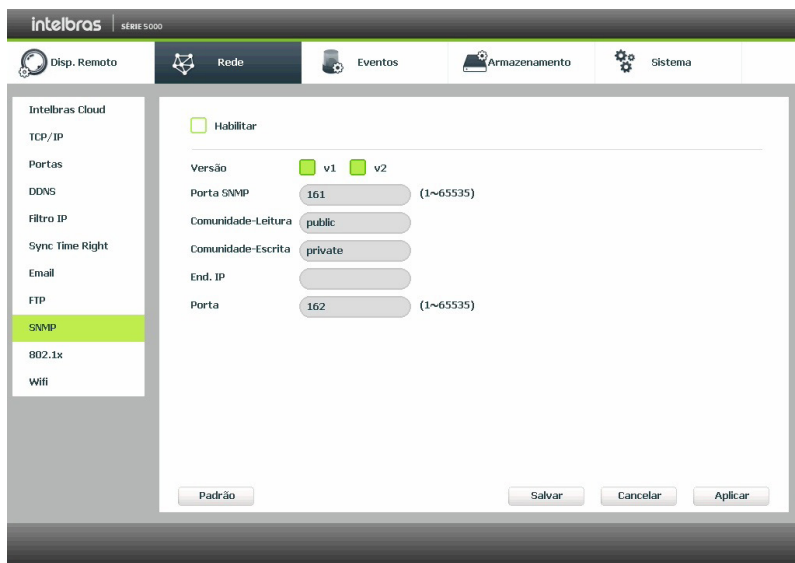 intelbras SÉRIE 5000
Disp. Remoto Rede Eventos Armazenamento Sistema
Intelbras Cloud
TCP/IP
Portas
DDNS
Filtro IP
Sync Time Right
Email
FTP
SNMP
802.1x
Wifi
Habilitar
Versão v1 v2
Porta SNMP 161 (1~65535)
Comunidade-Leitura public
Comunidade-Escrita private
End. IP
Porta 162 (1~65535)
Padrão Salvar Cancelar Aplicar